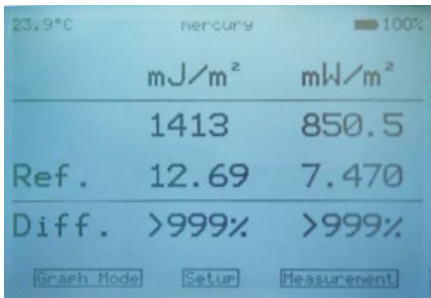 23.9°C mercury 100%
mJ/m² mW/m²
1413 850.5
Ref. 12.69 7.470
Diff. >999% >999%
Graph Mode Setup Measurement